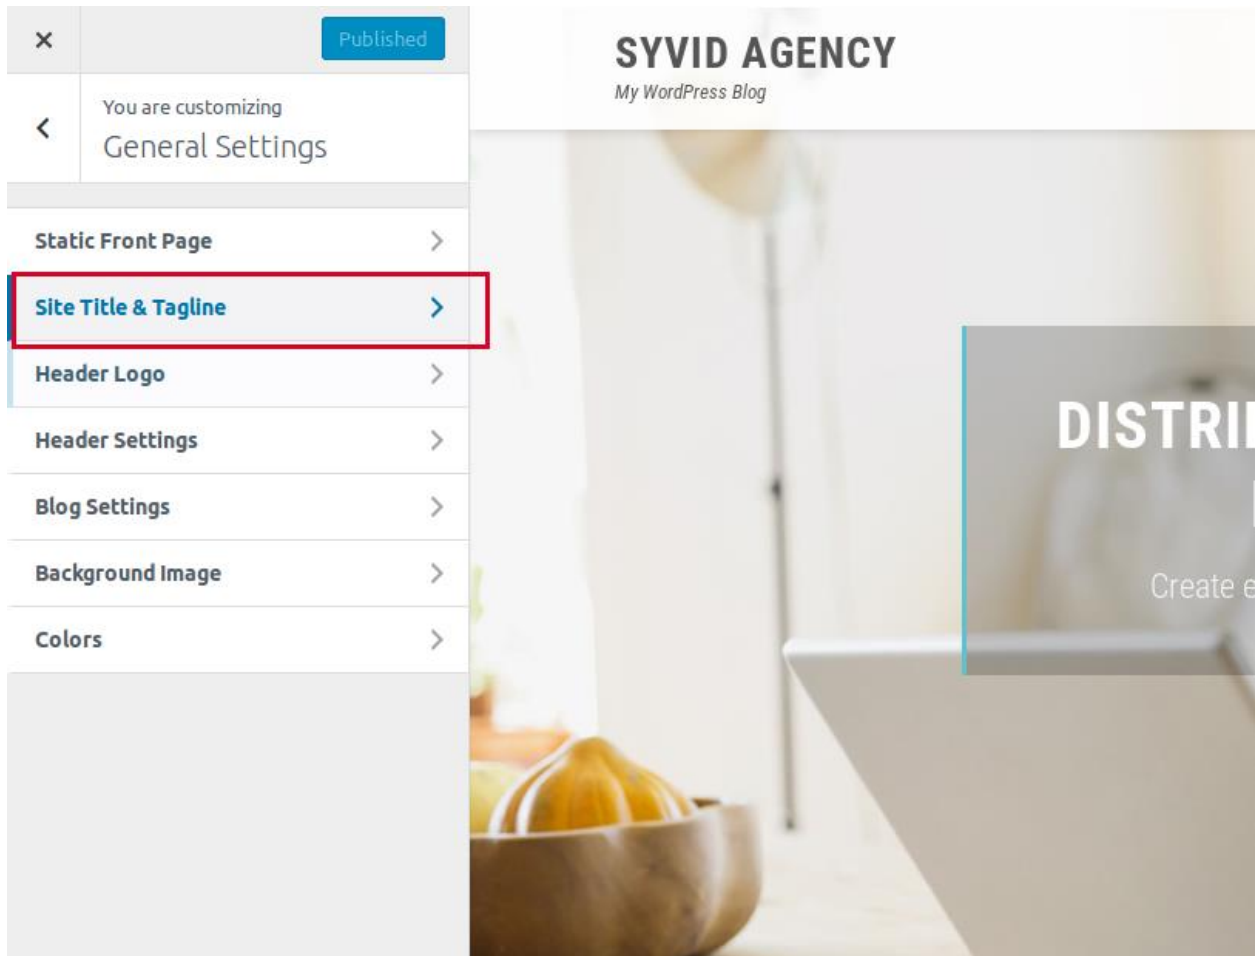 Published
You are customizing
General Settings
Static Front Page
Site Title & Tagline
Header Logo
Header Settings
Blog Settings
Background Image
Colors
SYVID AGENCY
My WordPress Blog
Create